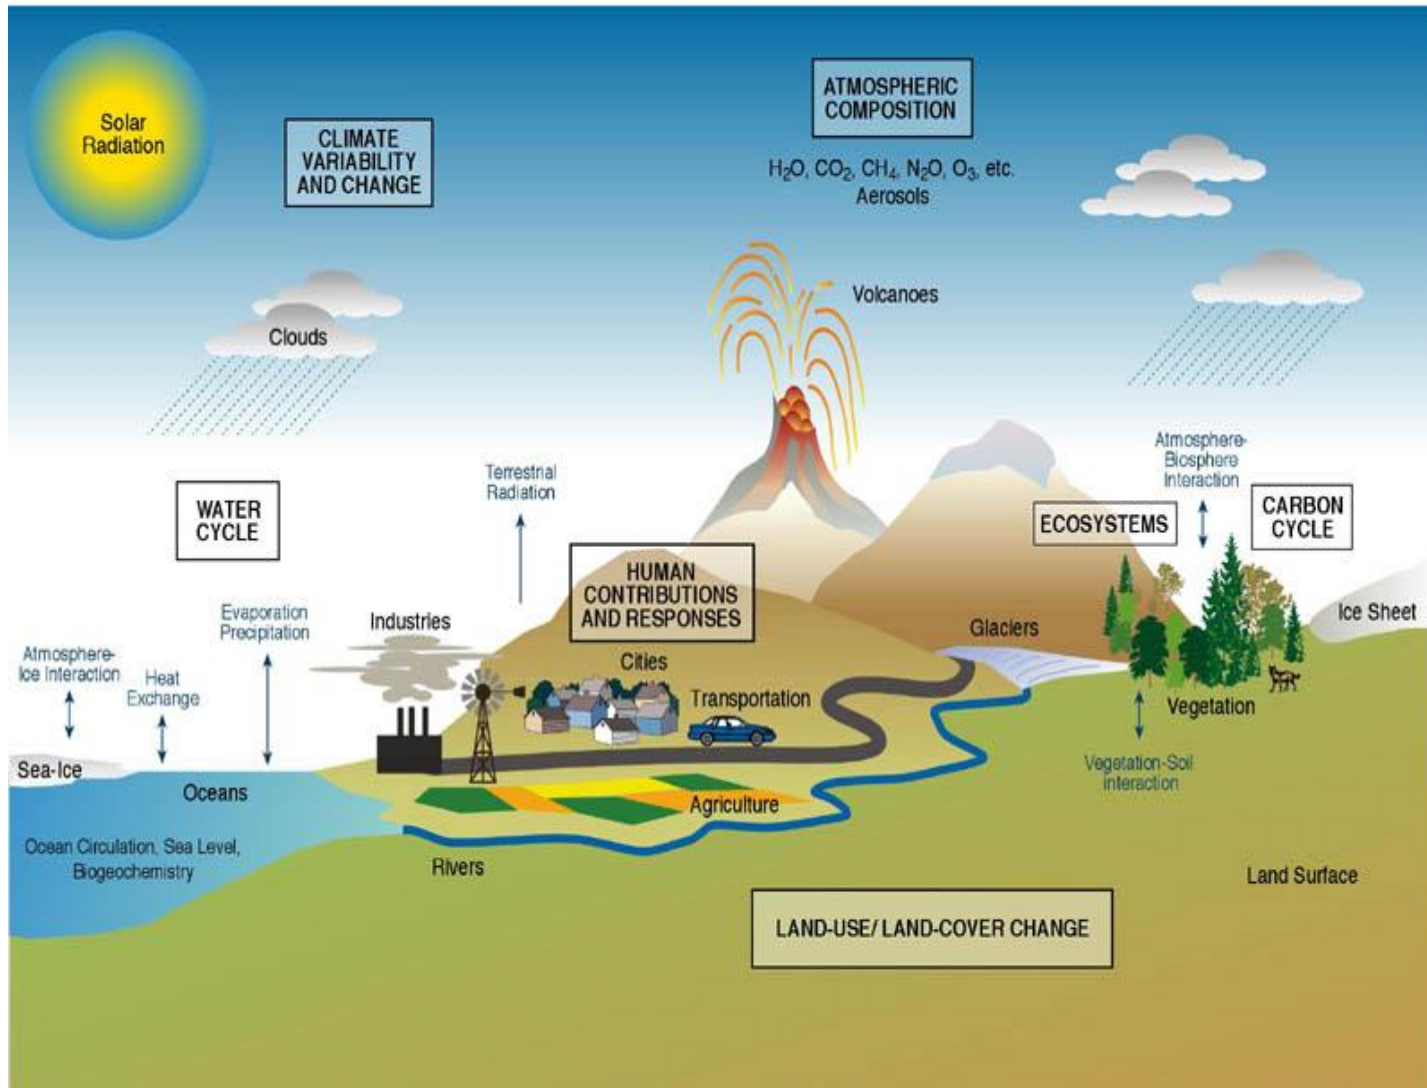 Solar
Radiation
CLIMATE
VARIABILITY
AND CHANGE
ATMOSPHERIC
COMPOSITION
H₂O, CO₂, CH₄, N₂O, O₃, etc.
Aerosols
Volcanoes
Clouds
Atmosphere-
Biosphere
Interaction
Terrestrial
Radiation
WATER
CYCLE
ECOSYSTEMS
CARBON
CYCLE
HUMAN
CONTRIBUTIONS
AND RESPONSES
Evaporation
Precipitation
Industries
Glaciers
Ice Sheet
Atmosphere-
Ice Interaction
Heat
Exchange
Cities
Transportation
Vegetation
Sea-Ice
Oceans
Vegetation-Soil
interaction
Agriculture
Ocean Circulation, Sea Level,
Biogeochemistry
Rivers
Land Surface
LAND-USE/ LAND-COVER CHANGE